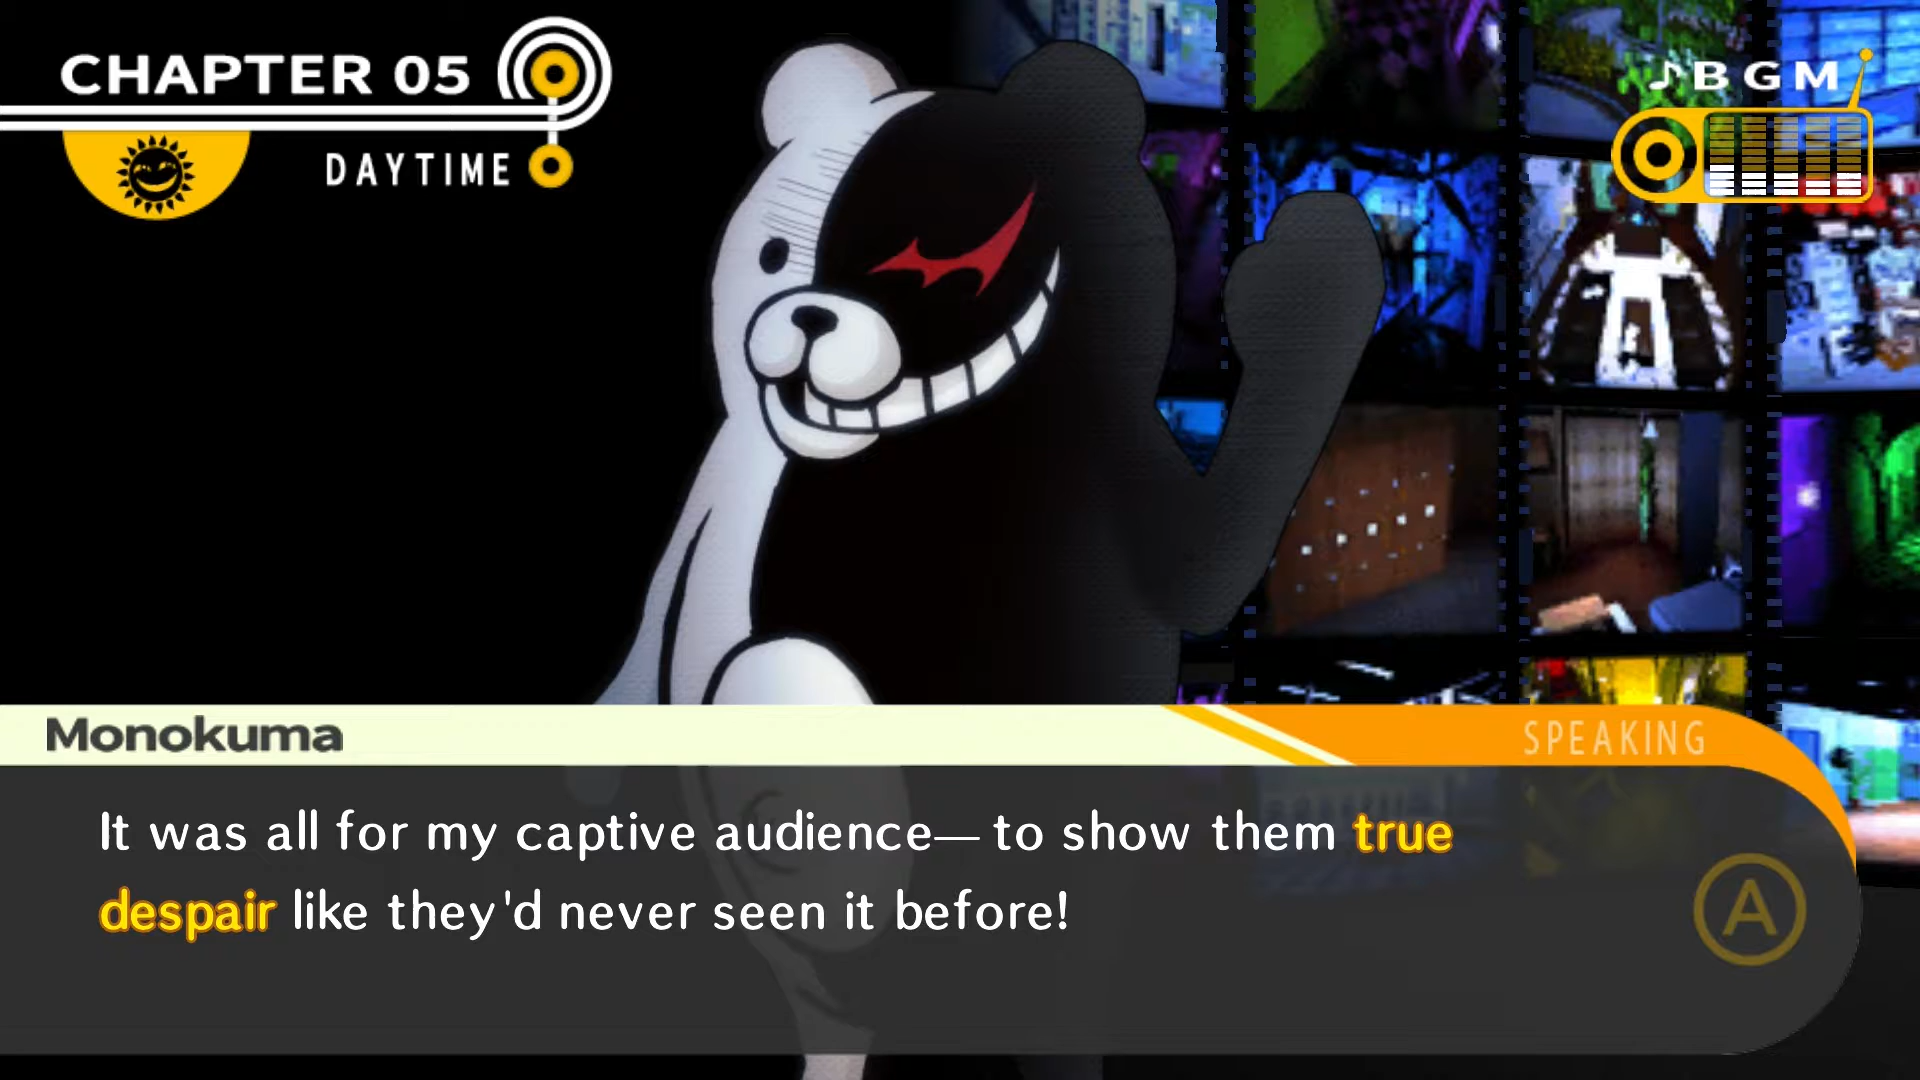 CHAPTER 05
DAYTIME
♪BGM
Monokuma
SPEAKING
It was all for my captive audience— to show them true
despair like they'd never seen it before!
A